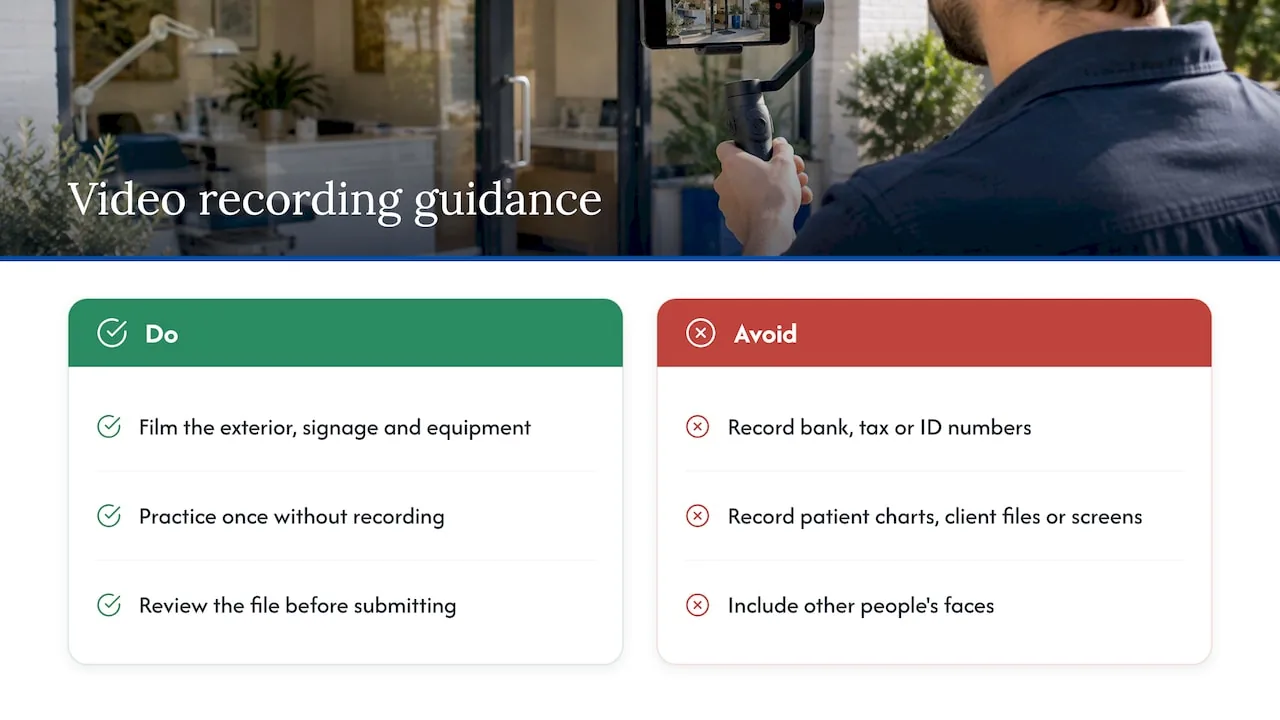 Video recording guidance
Do
Film the exterior, signage and equipment
Practice once without recording
Review the file before submitting
Avoid
Record bank, tax or ID numbers
Record patient charts, client files or screens
Include other people's faces